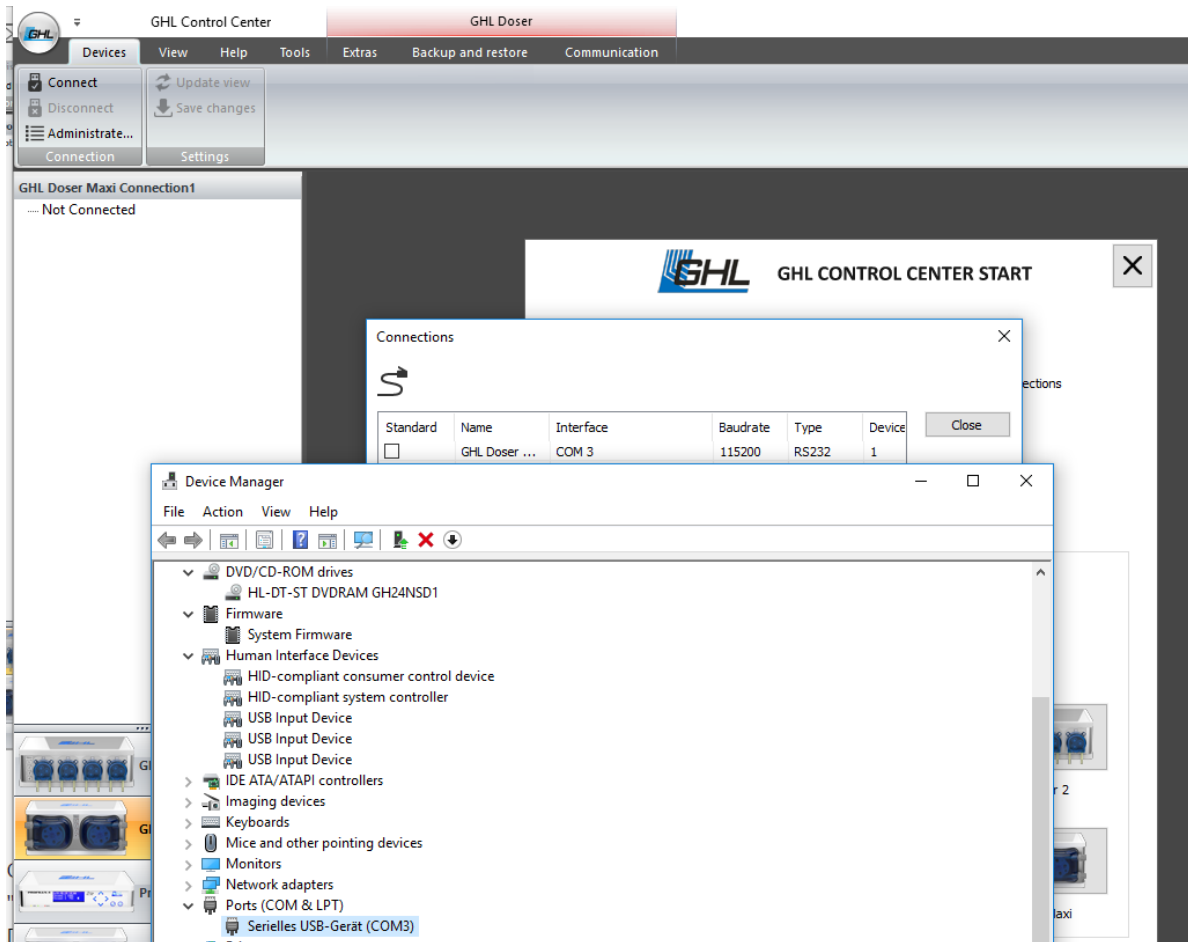 GHL Control Center
GHL Doser
GHL
Devices View Help Tools Extras Backup and restore Communication
Connect
Update view
Disconnect
Save changes
Administrate...
Connection
Settings
GHL Doser Maxi Connection1
Not Connected
GHL
GHL CONTROL CENTER START
Connections
ections
Standard Name Interface Baudrate Type Device
Close
GHL Doser ... COM 3 115200 RS232 1
Device Manager
File Action View Help
DVD/CD-ROM drives
HL-DT-ST DVDRAM GH24NSD1
Firmware
System Firmware
Human Interface Devices
HID-compliant consumer control device
HID-compliant system controller
USB Input Device
USB Input Device
USB Input Device
IDE ATA/ATAPI controllers
Imaging devices
Keyboards
Mice and other pointing devices
Monitors
Network adapters
Ports (COM & LPT)
Serielles USB-Gerät (COM3)
r 2